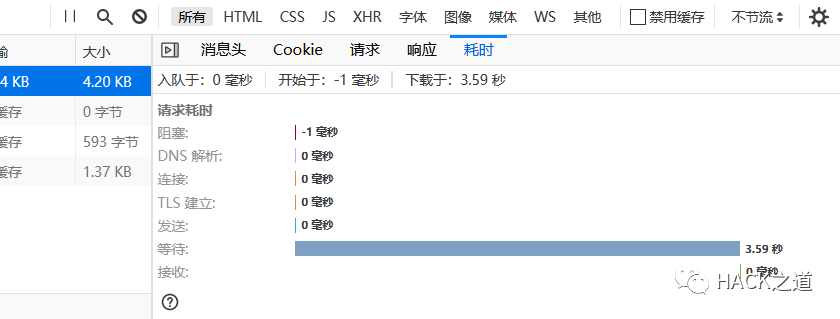 所有 HTML CSS JS XHR 字体 图像 媒体 WS 其他 禁用缓存 不节流
大小
消息头 Cookie 请求 响应 耗时
4 KB 4.20 KB
入队于：0 毫秒 开始于：-1 毫秒 下载于：3.59 秒
缓存 0 字节
请求耗时
阻塞: -1 毫秒
缓存 593 字节
DNS 解析: 0 毫秒
缓存 1.37 KB
连接: 0 毫秒
TLS 建立: 0 毫秒
发送: 0 毫秒
等待: 3.59 秒
接收: 0 毫秒
HACK之道